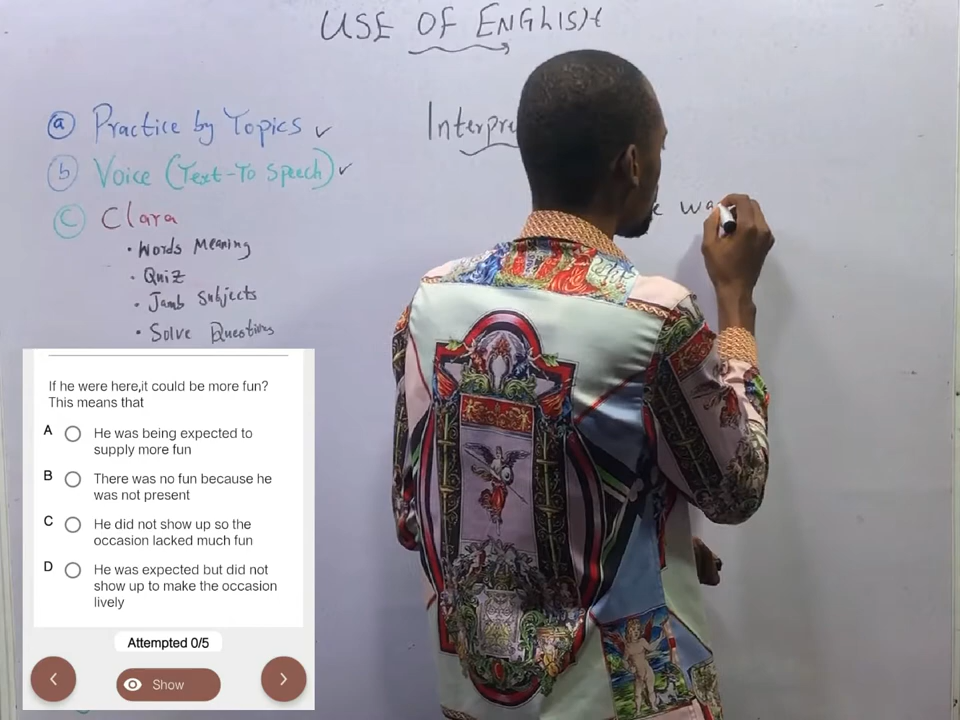 USE OF ENGLISH
ⓐ Practice by Topics ✓
ⓑ Voice (Text-To Speech) ✓
ⓒ Clara
• Words Meaning
• Quiz
• Jamb Subjects
• Solve Questions
If he were here,it could be more fun?
This means that
A He was being expected to
supply more fun
B There was no fun because he
was not present
C He did not show up so the
occasion lacked much fun
D He was expected but did not
show up to make the occasion
lively
Attempted 0/5
Show